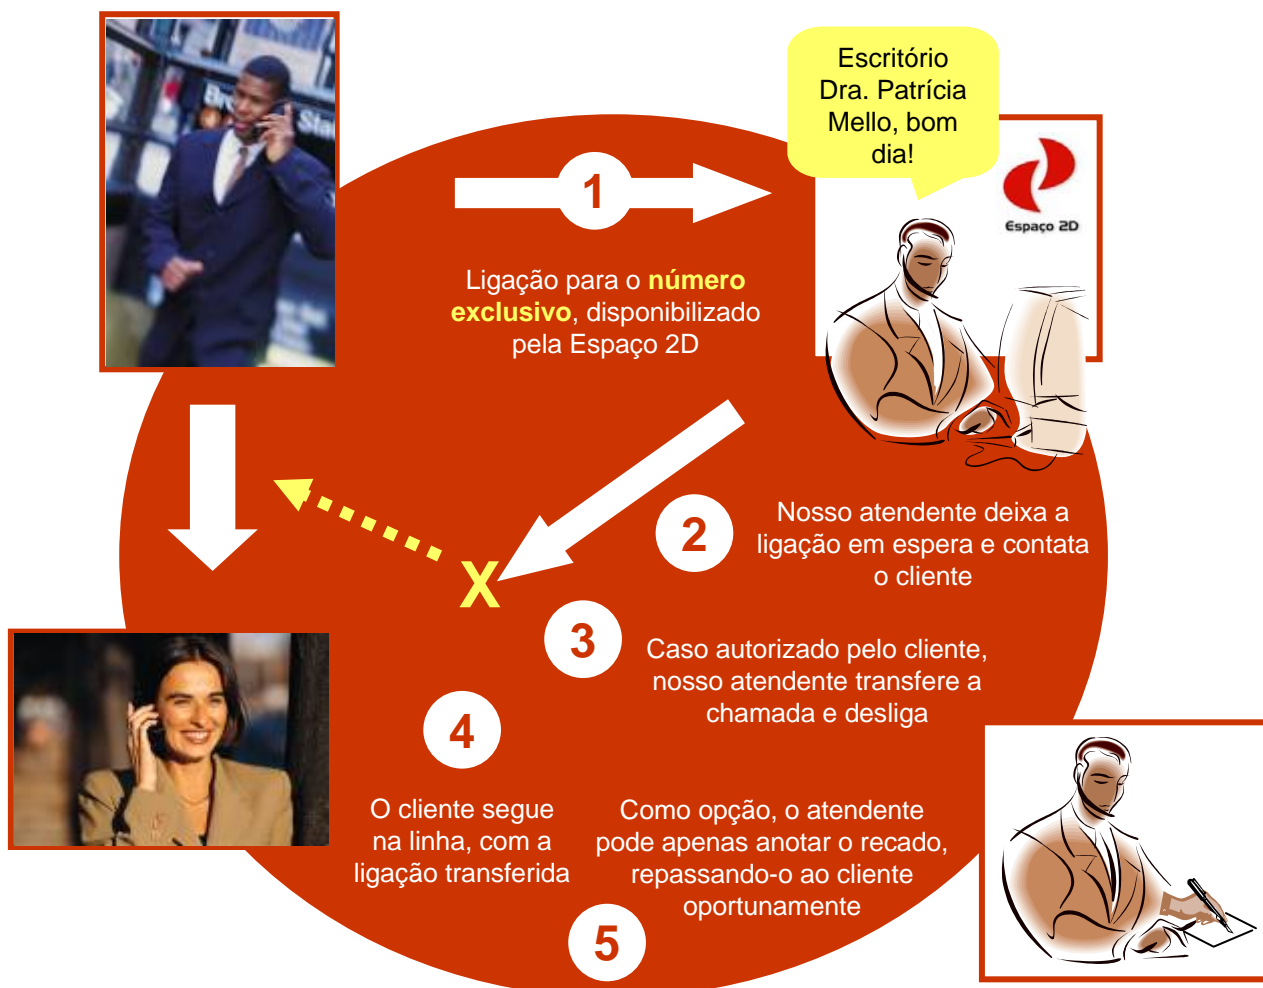 Escritório
Dra. Patrícia
Mello, bom
dia!
Espaço 2D
1
Ligação para o número
exclusivo, disponibilizado
pela Espaço 2D
2
Nosso atendente deixa a
ligação em espera e contata
o cliente
X
3
Caso autorizado pelo cliente,
nosso atendente transfere a
chamada e desliga
4
O cliente segue
na linha, com a
ligação transferida
Como opção, o atendente
pode apenas anotar o recado,
repassando-o ao cliente
oportunamente
5